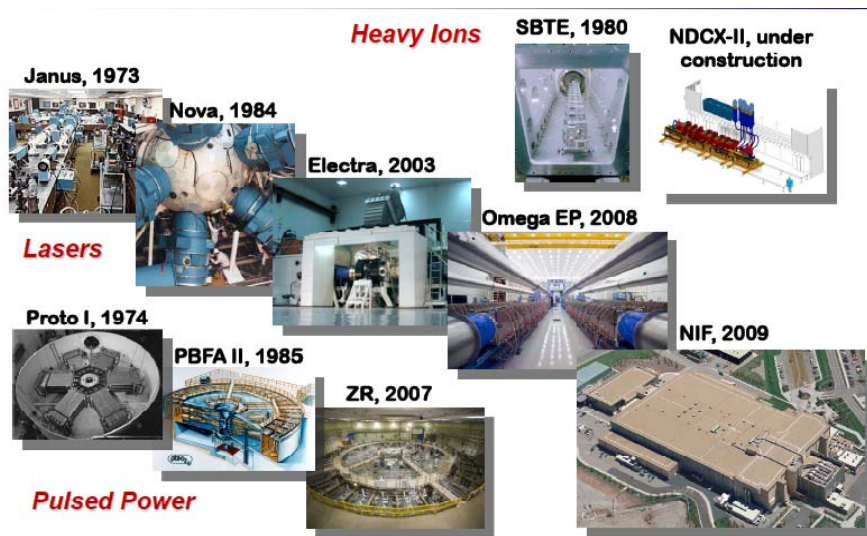 Heavy Ions
SBTE, 1980
NDCX-II, under
construction
Janus, 1973
Nova, 1984
Electra, 2003
Omega EP, 2008
Lasers
Proto I, 1974
PBFA II, 1985
ZR, 2007
NIF, 2009
Pulsed Power